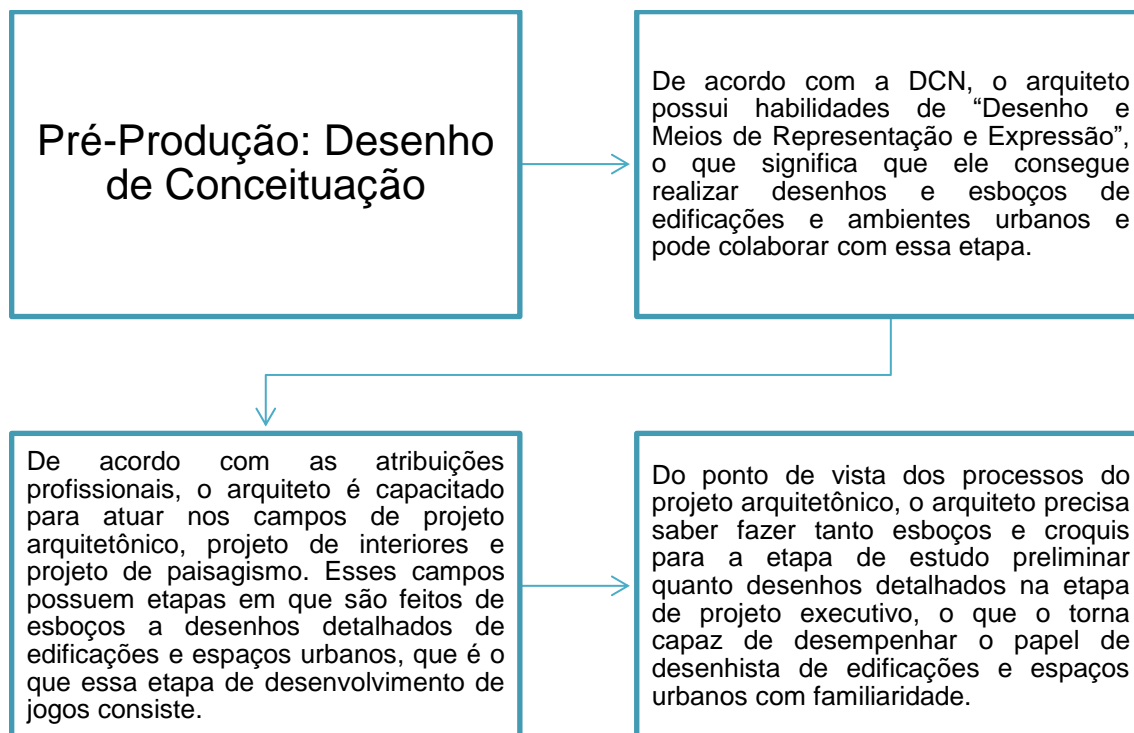 Pré-Produção: Desenho
de Conceituação
De acordo com a DCN, o arquiteto
possui habilidades de “Desenho e
Meios de Representação e Expressão”,
o que significa que ele consegue
realizar desenhos e esboços de
edificações e ambientes urbanos e
pode colaborar com essa etapa.
De acordo com as atribuições
profissionais, o arquiteto é capacitado
para atuar nos campos de projeto
arquitetônico, projeto de interiores e
projeto de paisagismo. Esses campos
possuem etapas em que são feitos de
esboços a desenhos detalhados de
edificações e espaços urbanos, que é o
que essa etapa de desenvolvimento de
jogos consiste.
Do ponto de vista dos processos do
projeto arquitetônico, o arquiteto precisa
saber fazer tanto esboços e croquis
para a etapa de estudo preliminar
quanto desenhos detalhados na etapa
de projeto executivo, o que o torna
capaz de desempenhar o papel de
desenhista de edificações e espaços
urbanos com familiaridade.